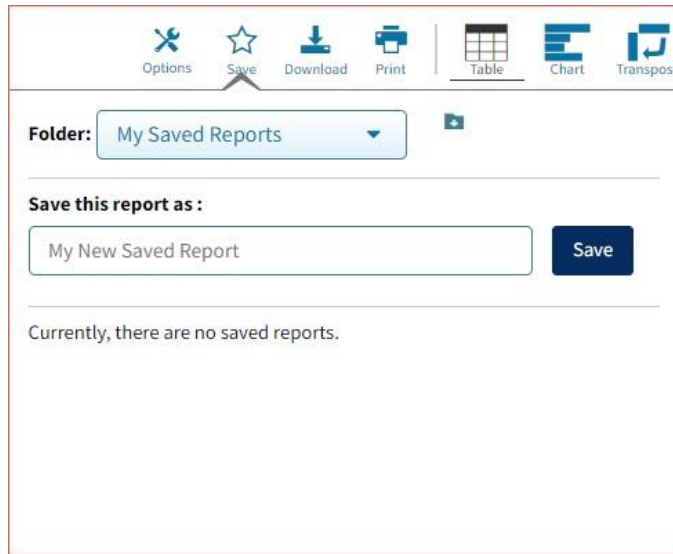 Options Save Download Print Table Chart Transpos
Folder: My Saved Reports
Save this report as :
My New Saved Report Save
Currently, there are no saved reports.